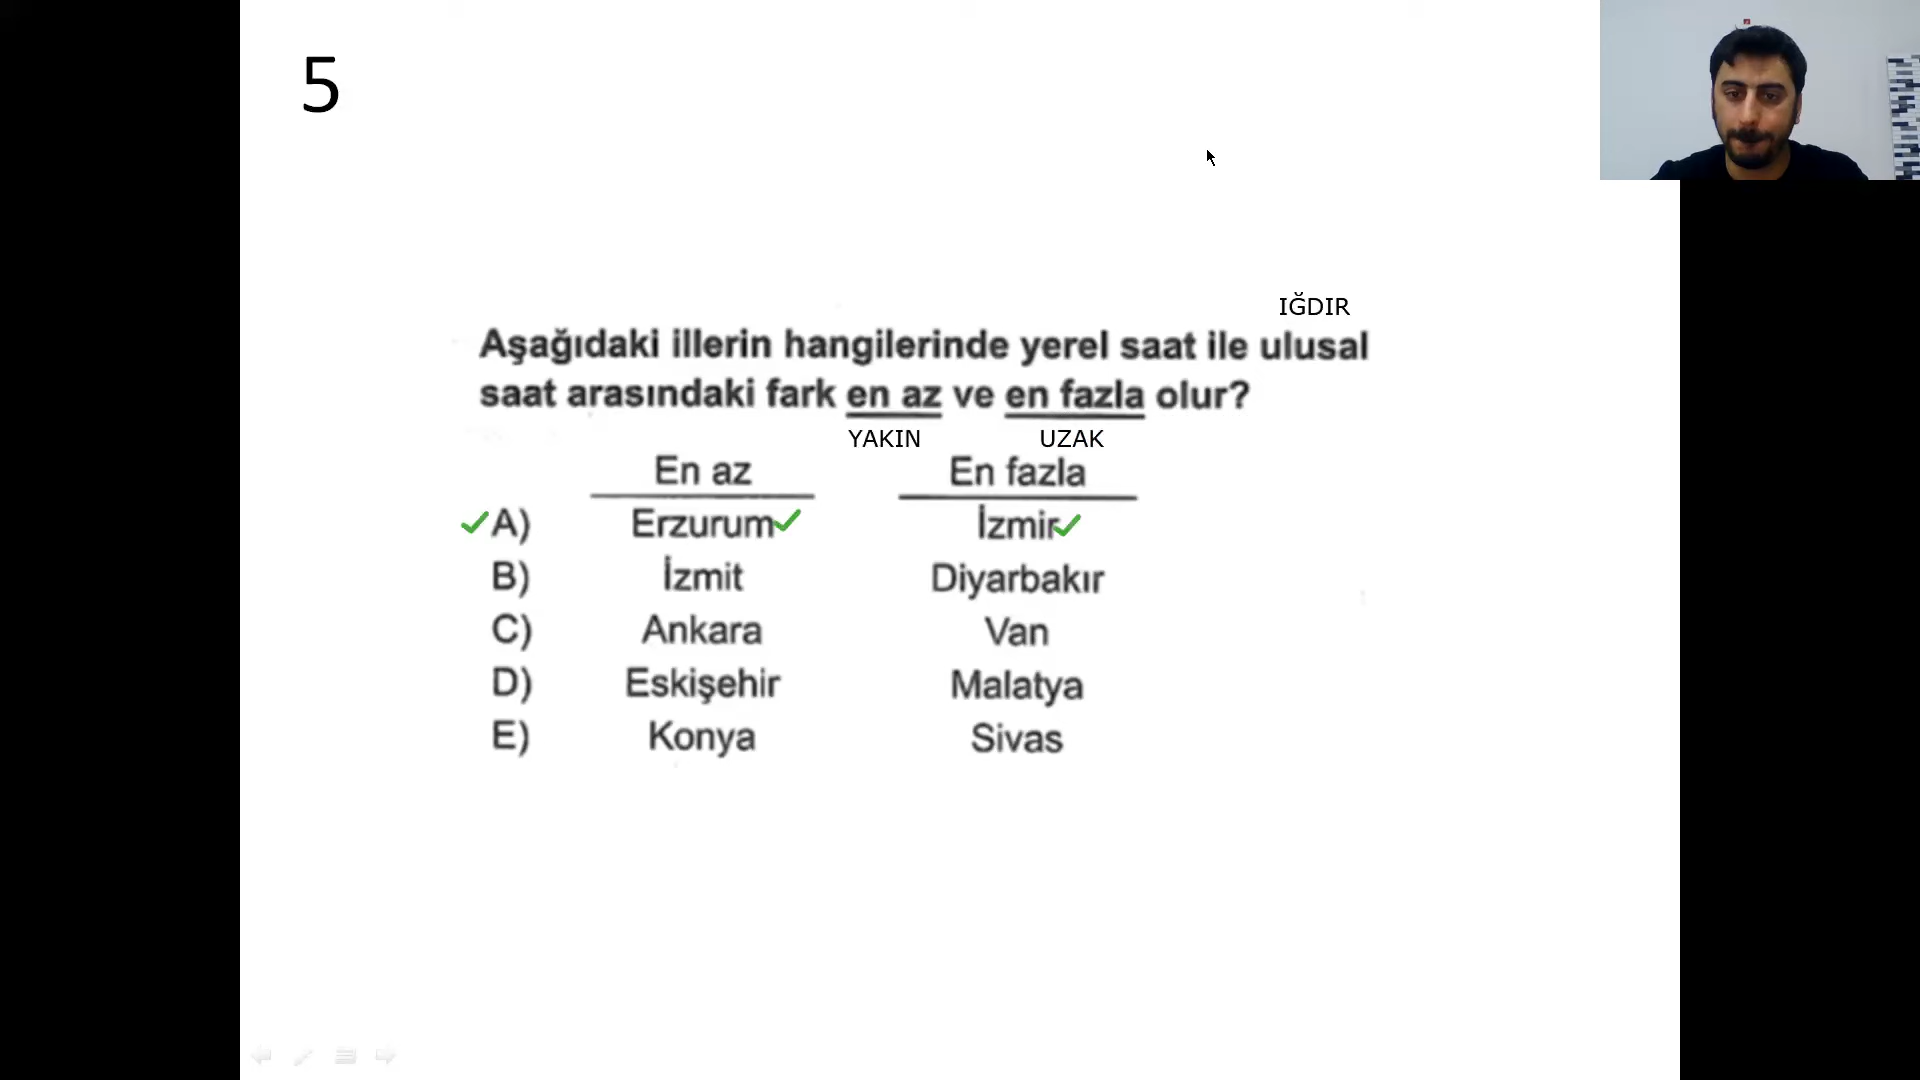 5
IĞDIR
Aşağıdaki illerin hangilerinde yerel saat ile ulusal
saat arasındaki fark en az ve en fazla olur?
YAKIN UZAK
En az En fazla
A) Erzurum İzmir
B) İzmit Diyarbakır
C) Ankara Van
D) Eskişehir Malatya
E) Konya Sivas